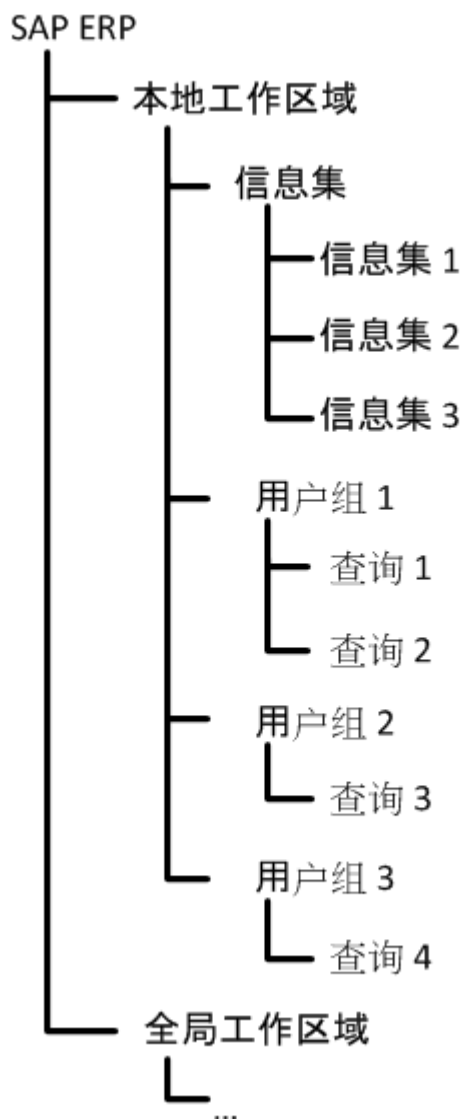 SAP ERP
本地工作区域
信息集
信息集 1
信息集 2
信息集 3
用户组 1
查询 1
查询 2
用户组 2
查询 3
用户组 3
查询 4
全局工作区域
...